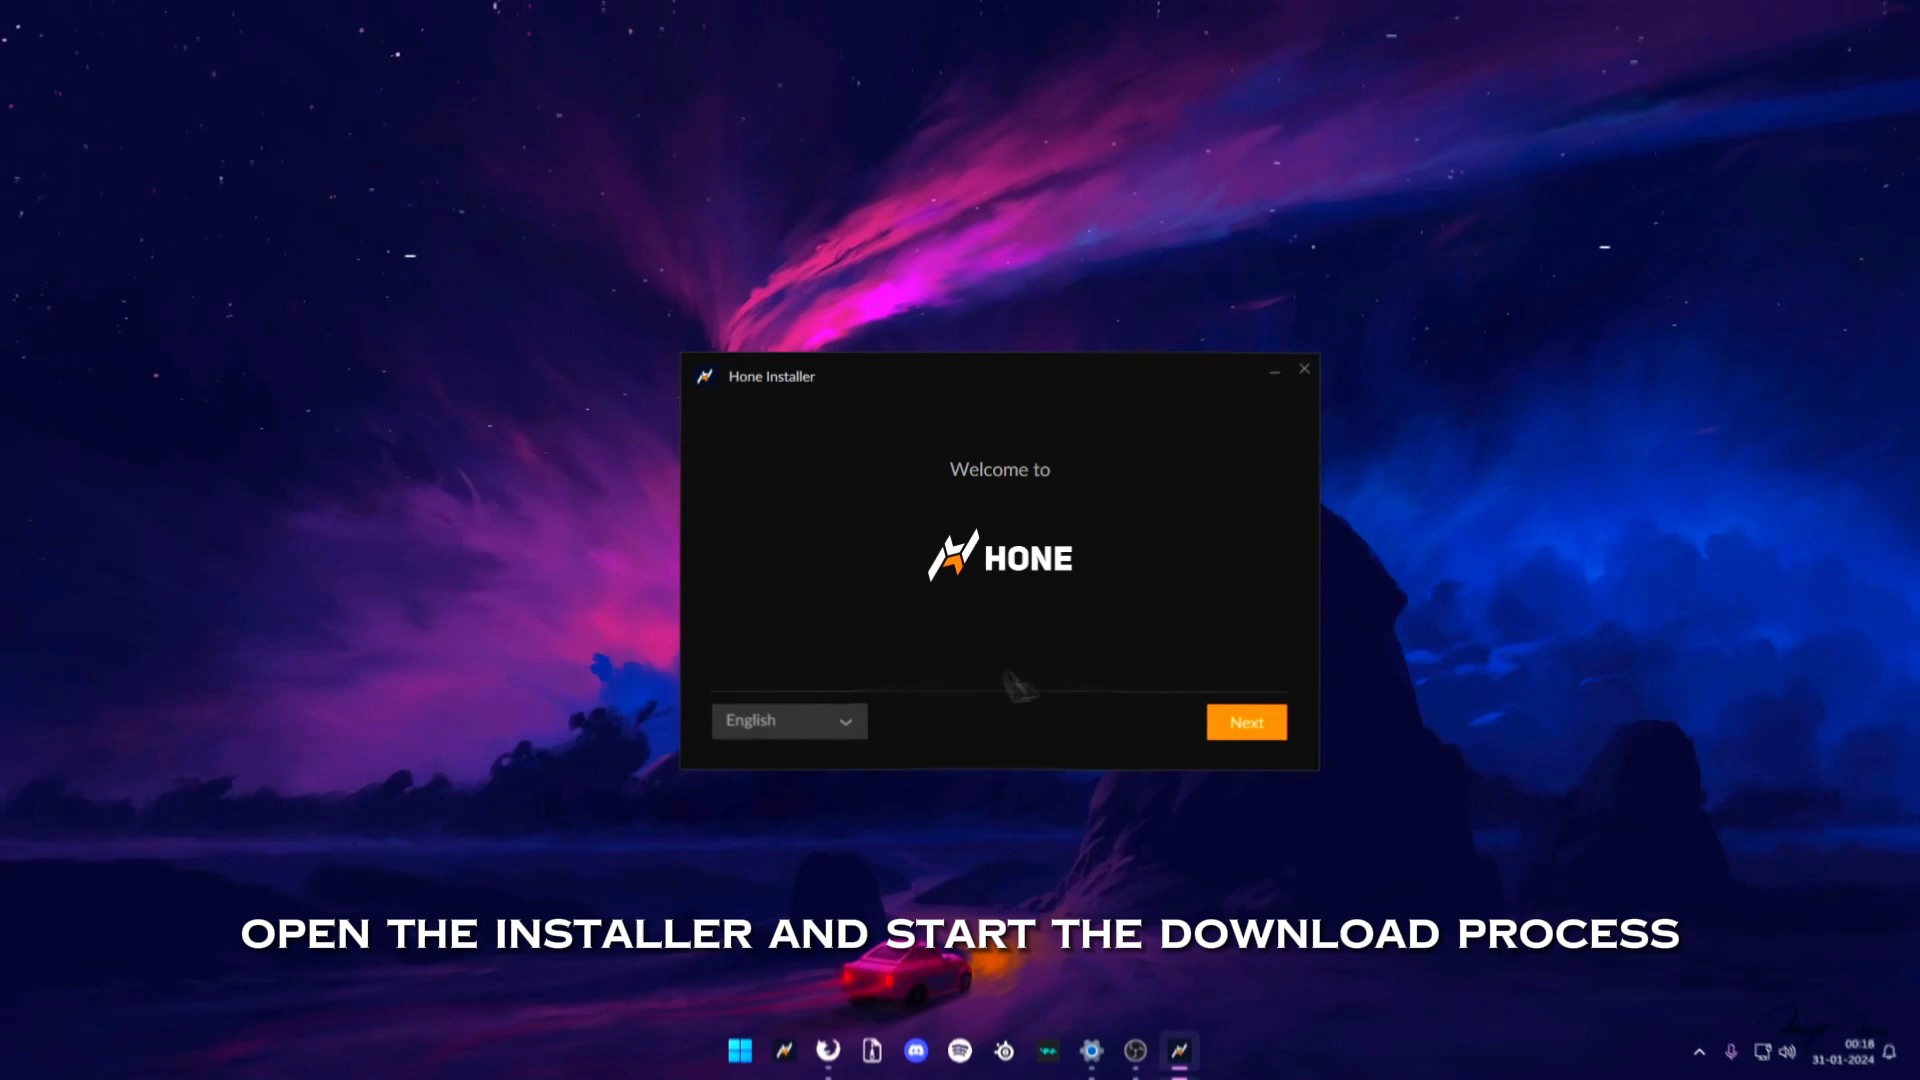 Hone Installer
Welcome to
HONE
English
Next
OPEN THE INSTALLER AND START THE DOWNLOAD PROCESS
00:18
31-01-2024